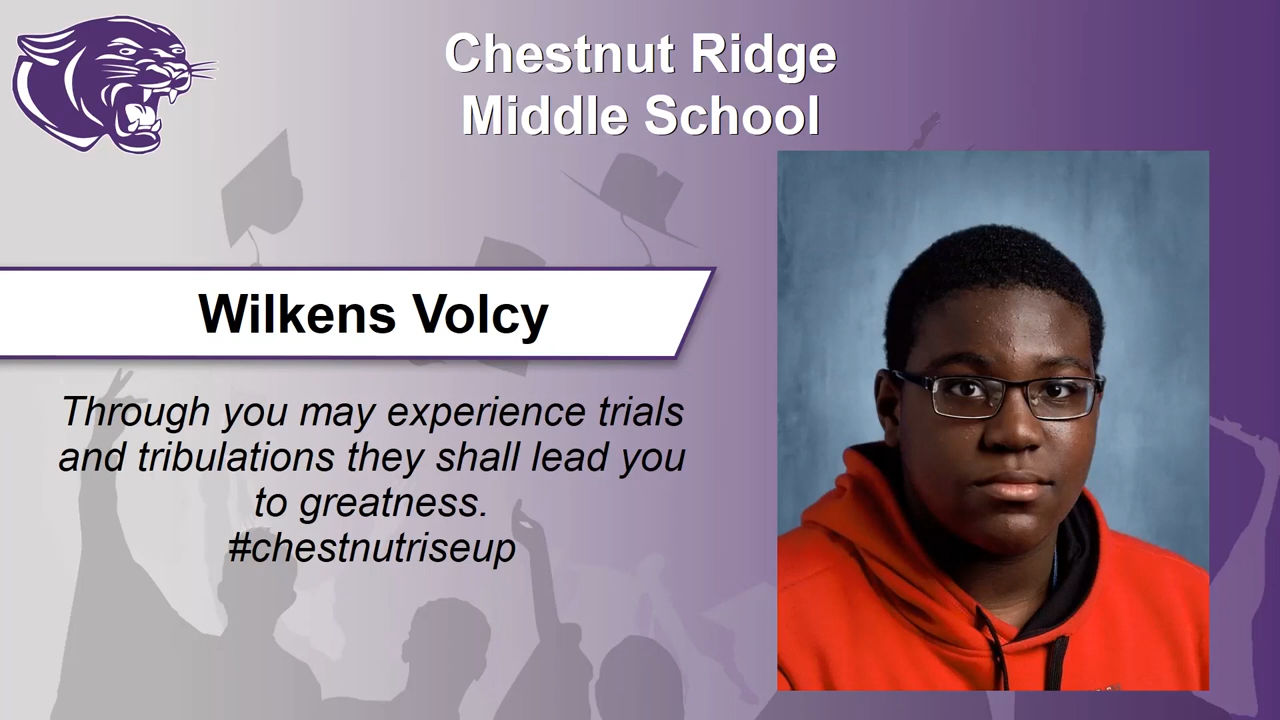 Chestnut Ridge
Middle School
Wilkens Volcy
Through you may experience trials
and tribulations they shall lead you
to greatness.
#chestnutriseup